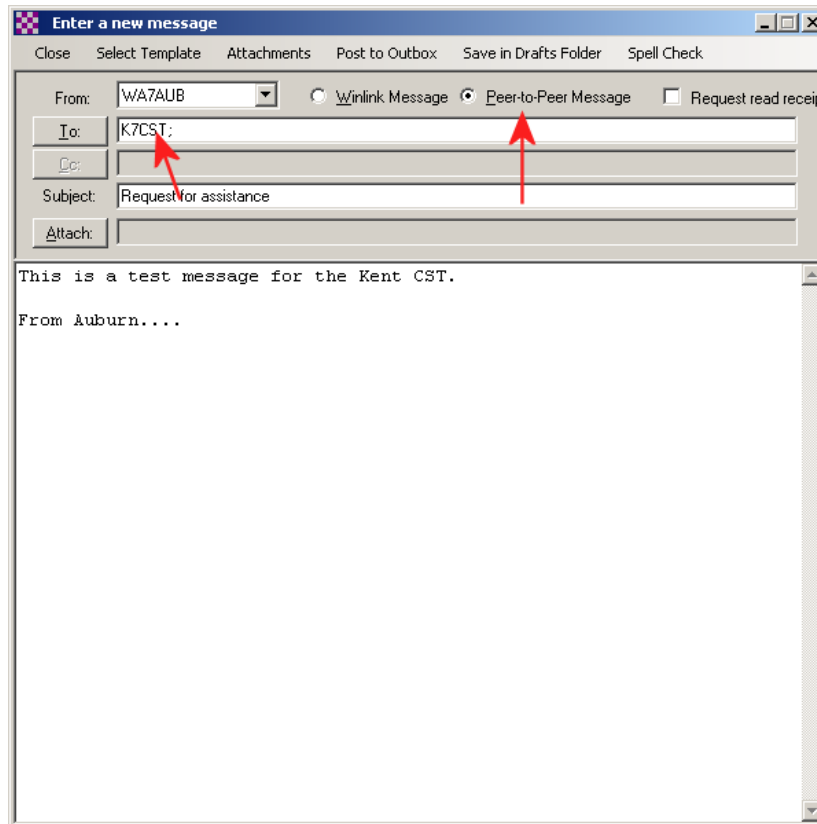 Enter a new message
Close Select Template Attachments Post to Outbox Save in Drafts Folder Spell Check
From: WA7AUB Winlink Message Peer-to-Peer Message Request read recei
To: K7CST;
Cc:
Subject: Request for assistance
Attach:
This is a test message for the Kent CST.
From Auburn....